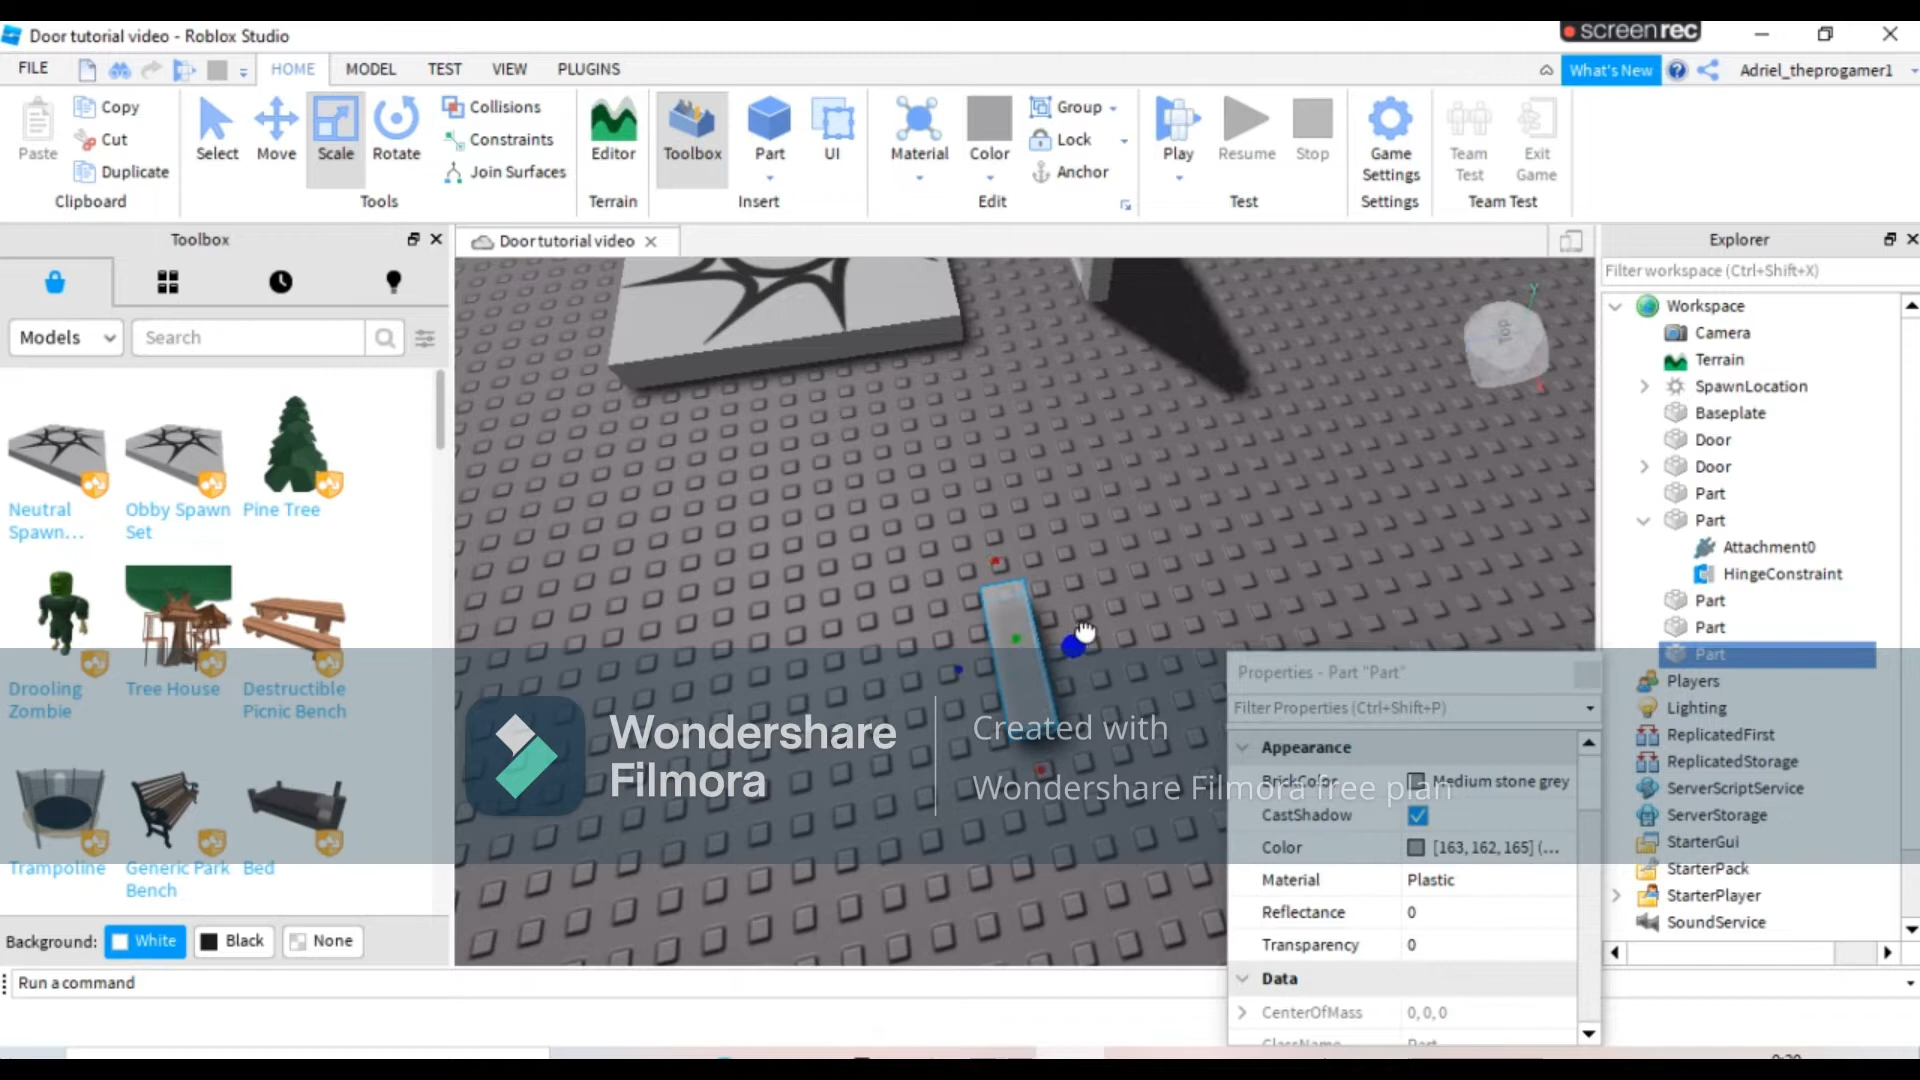 Door tutorial video - Roblox Studio
screenrec
FILE HOME MODEL TEST VIEW PLUGINS
What's New Adriel_theprogamer1
Paste Copy Cut Duplicate
Clipboard
Select Move Scale Rotate
Collisions
Constraints
Join Surfaces
Tools
Editor
Terrain
Toolbox Part UI
Insert
Material Color Group Lock Anchor
Edit
Play Resume Stop
Test
Game Settings
Settings
Team Test Exit Game
Team Test
Toolbox
Models Search
Neutral Spawn...
Obby Spawn Set
Pine Tree
Drooling Zombie
Tree House
Destructible Picnic Bench
Trampoline
Generic Park Bench
Bed
Background: White Black None
Run a command
Door tutorial video
Top
Y
Explorer
Filter workspace (Ctrl+Shift+X)
Workspace
Camera
Terrain
SpawnLocation
Baseplate
Door
Door
Part
Part
Attachment0
HingeConstraint
Part
Part
Part
Players
Lighting
ReplicatedFirst
ReplicatedStorage
ServerScriptService
ServerStorage
StarterGui
StarterPack
StarterPlayer
SoundService
Properties - Part "Part"
Filter Properties (Ctrl+Shift+P)
Appearance
BrickColor Medium stone grey
CastShadow
Color [163, 162, 165] (...
Material Plastic
Reflectance 0
Transparency 0
Data
CenterOfMass 0, 0, 0
ClassName Part
Wondershare
Filmora
Created with
Wondershare Filmora free plan